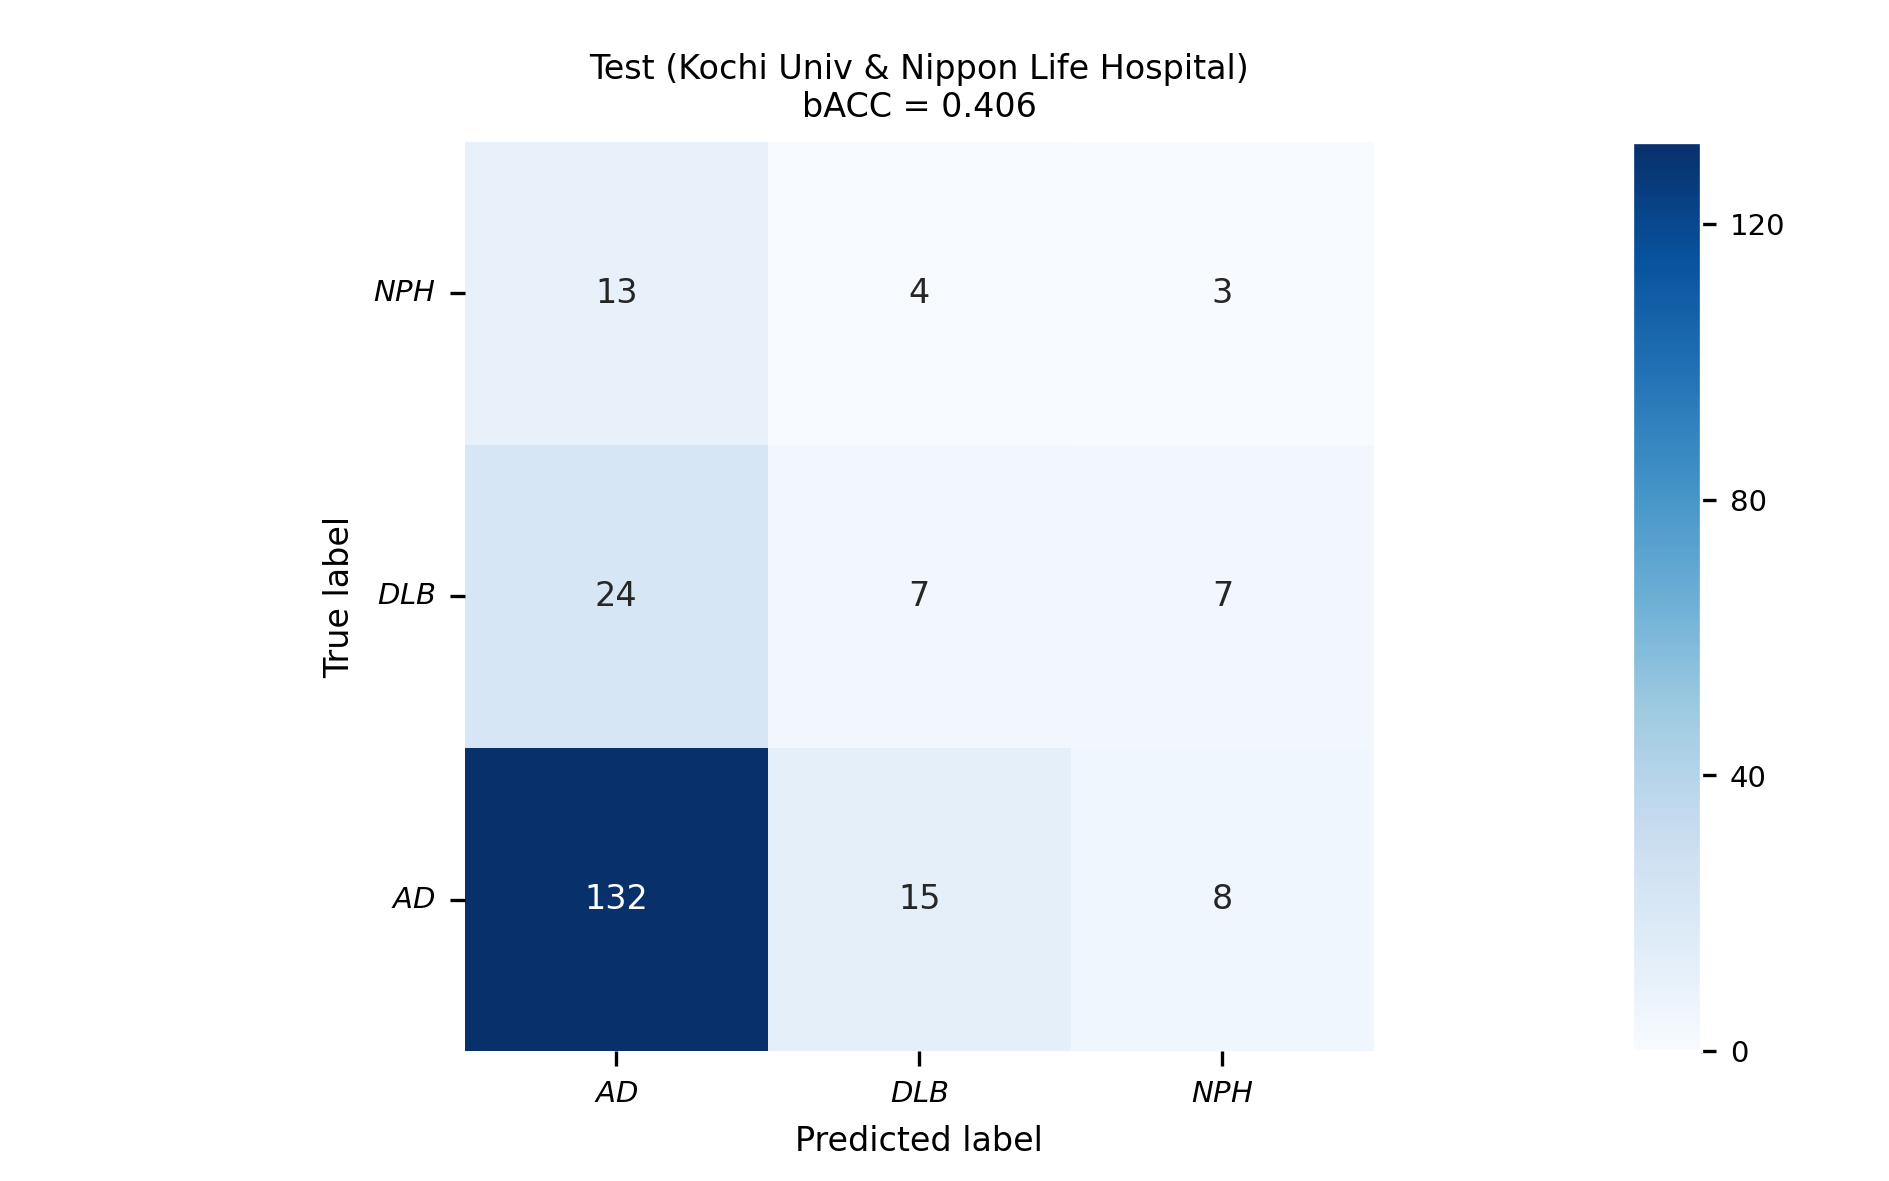 Test (Kochi Univ & Nippon Life Hospital)
bACC = 0.406
NPH
13
4
3
DLB
24
7
7
AD
132
15
8
True label
AD
DLB
NPH
Predicted label
120
80
40
0